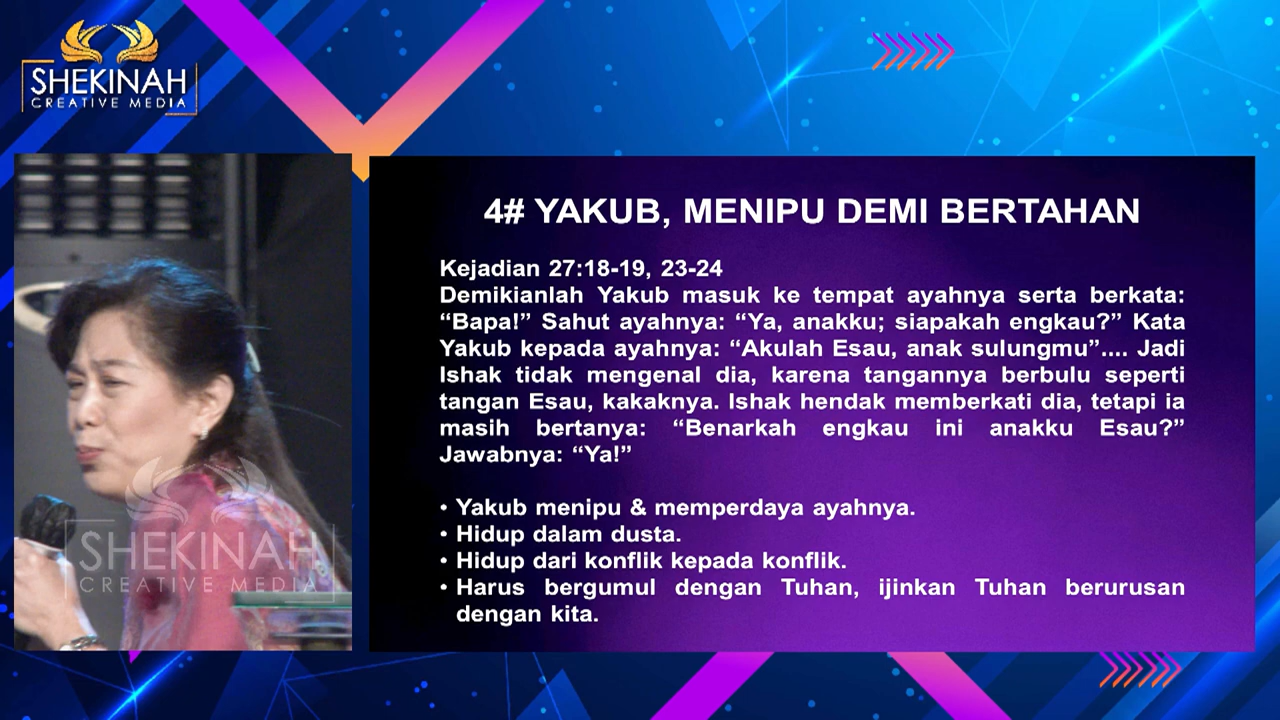 SHEKINAH
CREATIVE MEDIA
4# YAKUB, MENIPU DEMI BERTAHAN
Kejadian 27:18-19, 23-24
Demikianlah Yakub masuk ke tempat ayahnya serta berkata:
“Bapa!” Sahut ayahnya: “Ya, anakku; siapakah engkau?” Kata
Yakub kepada ayahnya: “Akulah Esau, anak sulungmu”.... Jadi
Ishak tidak mengenal dia, karena tangannya berbulu seperti
tangan Esau, kakaknya. Ishak hendak memberkati dia, tetapi ia
masih bertanya: “Benarkah engkau ini anakku Esau?”
Jawabnya: “Ya!”
• Yakub menipu & memperdaya ayahnya.
• Hidup dalam dusta.
• Hidup dari konflik kepada konflik.
• Harus bergumul dengan Tuhan, ijinkan Tuhan berurusan
dengan kita.
SHEKINAH
CREATIVE MEDIA